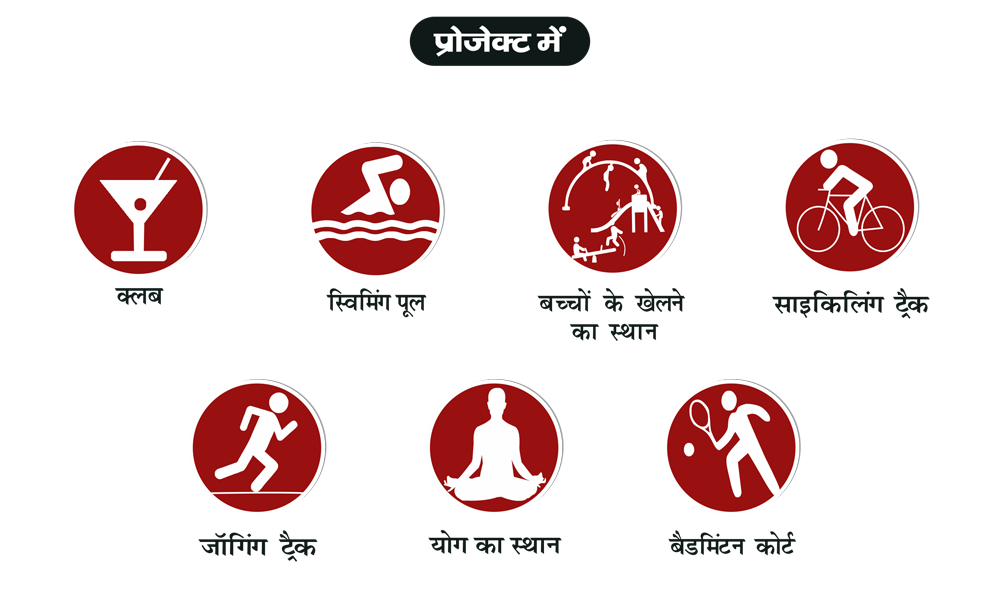 प्रोजेक्ट में
क्लब
स्विमिंग पूल
बच्चों के खेलने
का स्थान
साइकिलिंग ट्रैक
जॉगिंग ट्रैक
योग का स्थान
बैडमिंटन कोर्ट